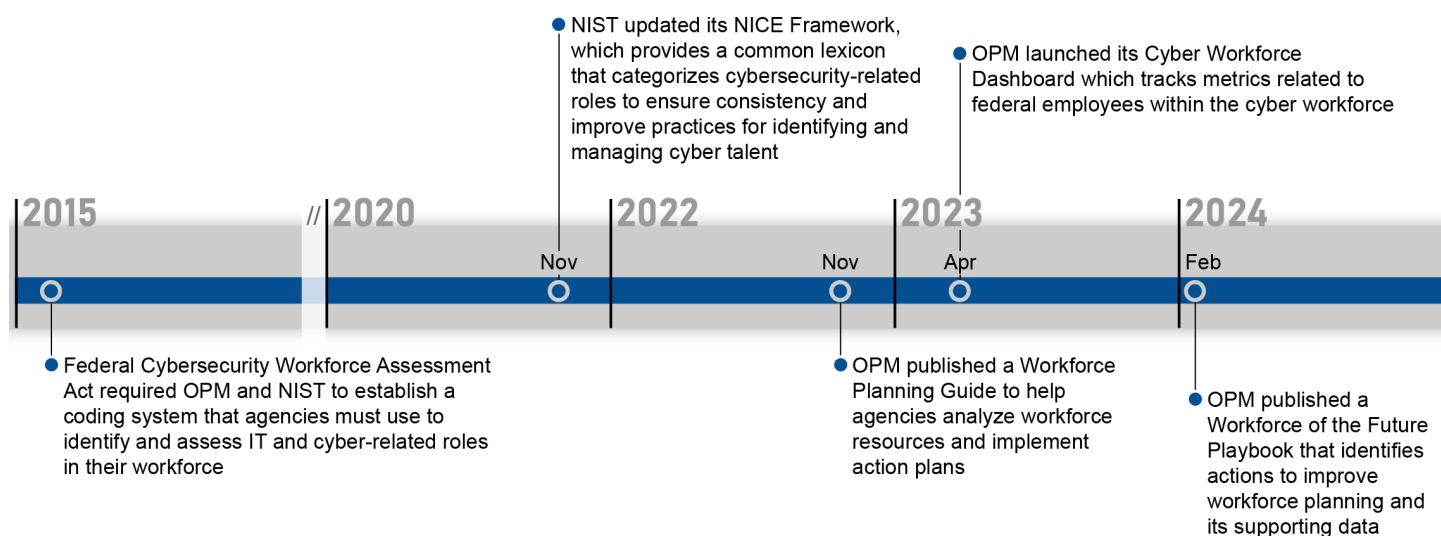 NIST updated its NICE Framework,
which provides a common lexicon
that categorizes cybersecurity-related
roles to ensure consistency and
improve practices for identifying and
managing cyber talent
OPM launched its Cyber Workforce
Dashboard which tracks metrics related to
federal employees within the cyber workforce
2015 // 2020 2022 2023 2024
Nov Nov Apr Feb
Federal Cybersecurity Workforce Assessment
Act required OPM and NIST to establish a
coding system that agencies must use to
identify and assess IT and cyber-related roles
in their workforce
OPM published a Workforce
Planning Guide to help
agencies analyze workforce
resources and implement
action plans
OPM published a
Workforce of the Future
Playbook that identifies
actions to improve
workforce planning and
its supporting data